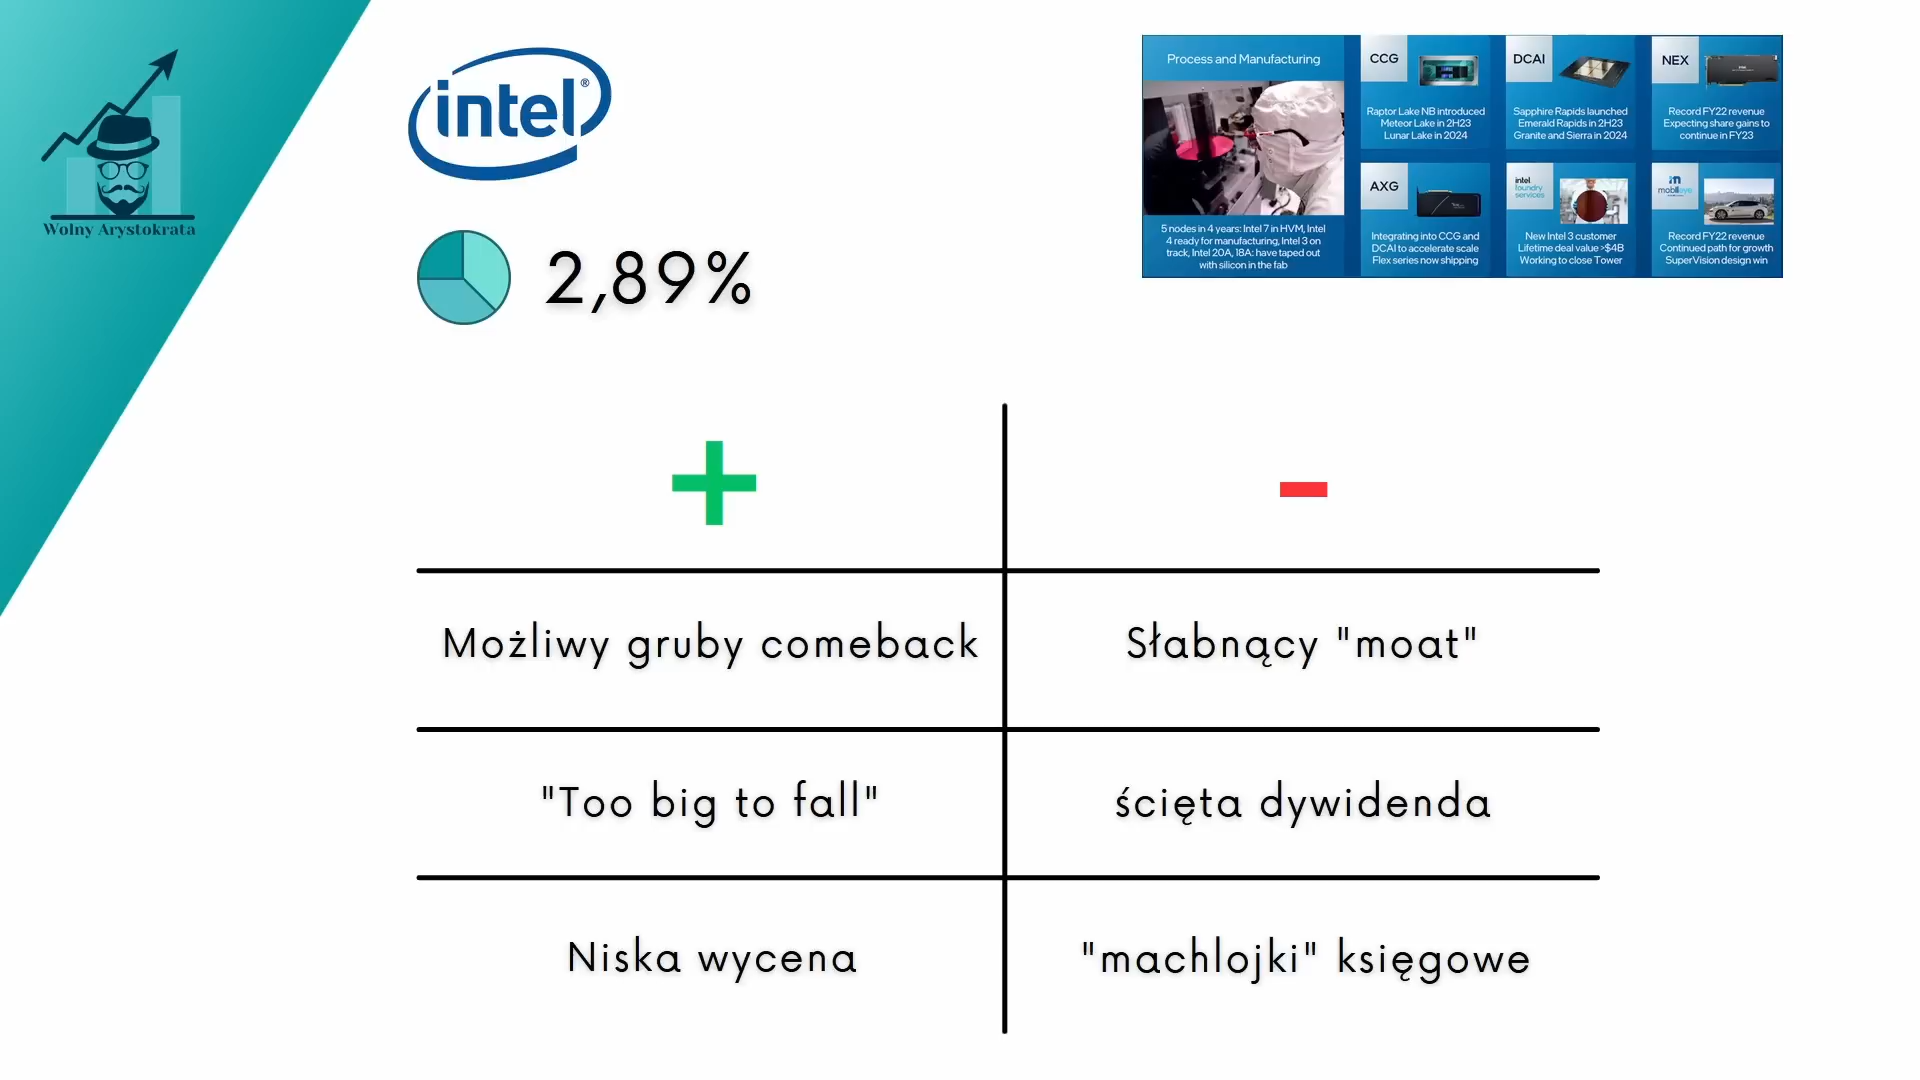 Wolny Arystokrata
intel®
2,89%
Process and Manufacturing
5 nodes in 4 years: Intel 7 in HVM, Intel
4 ready for manufacturing, Intel 3 on
track, Intel 20A, 18A: have taped out
with silicon in the fab
CCG
Raptor Lake NB introduced
Meteor Lake in 2H23
Lunar Lake in 2024
DCAI
Sapphire Rapids launched
Emerald Rapids in 2H23
Granite and Sierra in 2024
NEX
Record FY22 revenue
Expecting share gains to
continue in FY23
AXG
Integrating into CCG and
DCAI to accelerate scale
Flex series now shipping
intel
foundry
services
New Intel 3 customer
Lifetime deal value >$4B
Working to close Tower
mobileye
Record FY22 revenue
Continued path for growth
SuperVision design win
+
-
Możliwy gruby comeback
Słabnący "moat"
"Too big to fall"
ścięta dywidenda
Niska wycena
"machlojki" księgowe